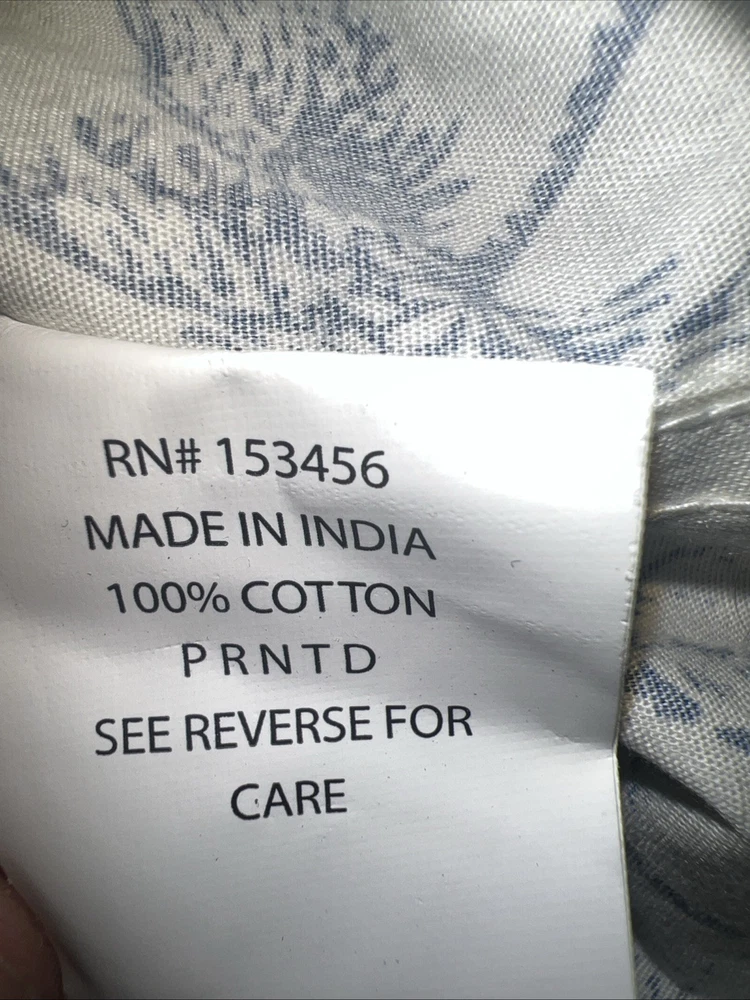 RN# 153456
MADE IN INDIA
100% COTTON
PRNTD
SEE REVERSE FOR
CARE